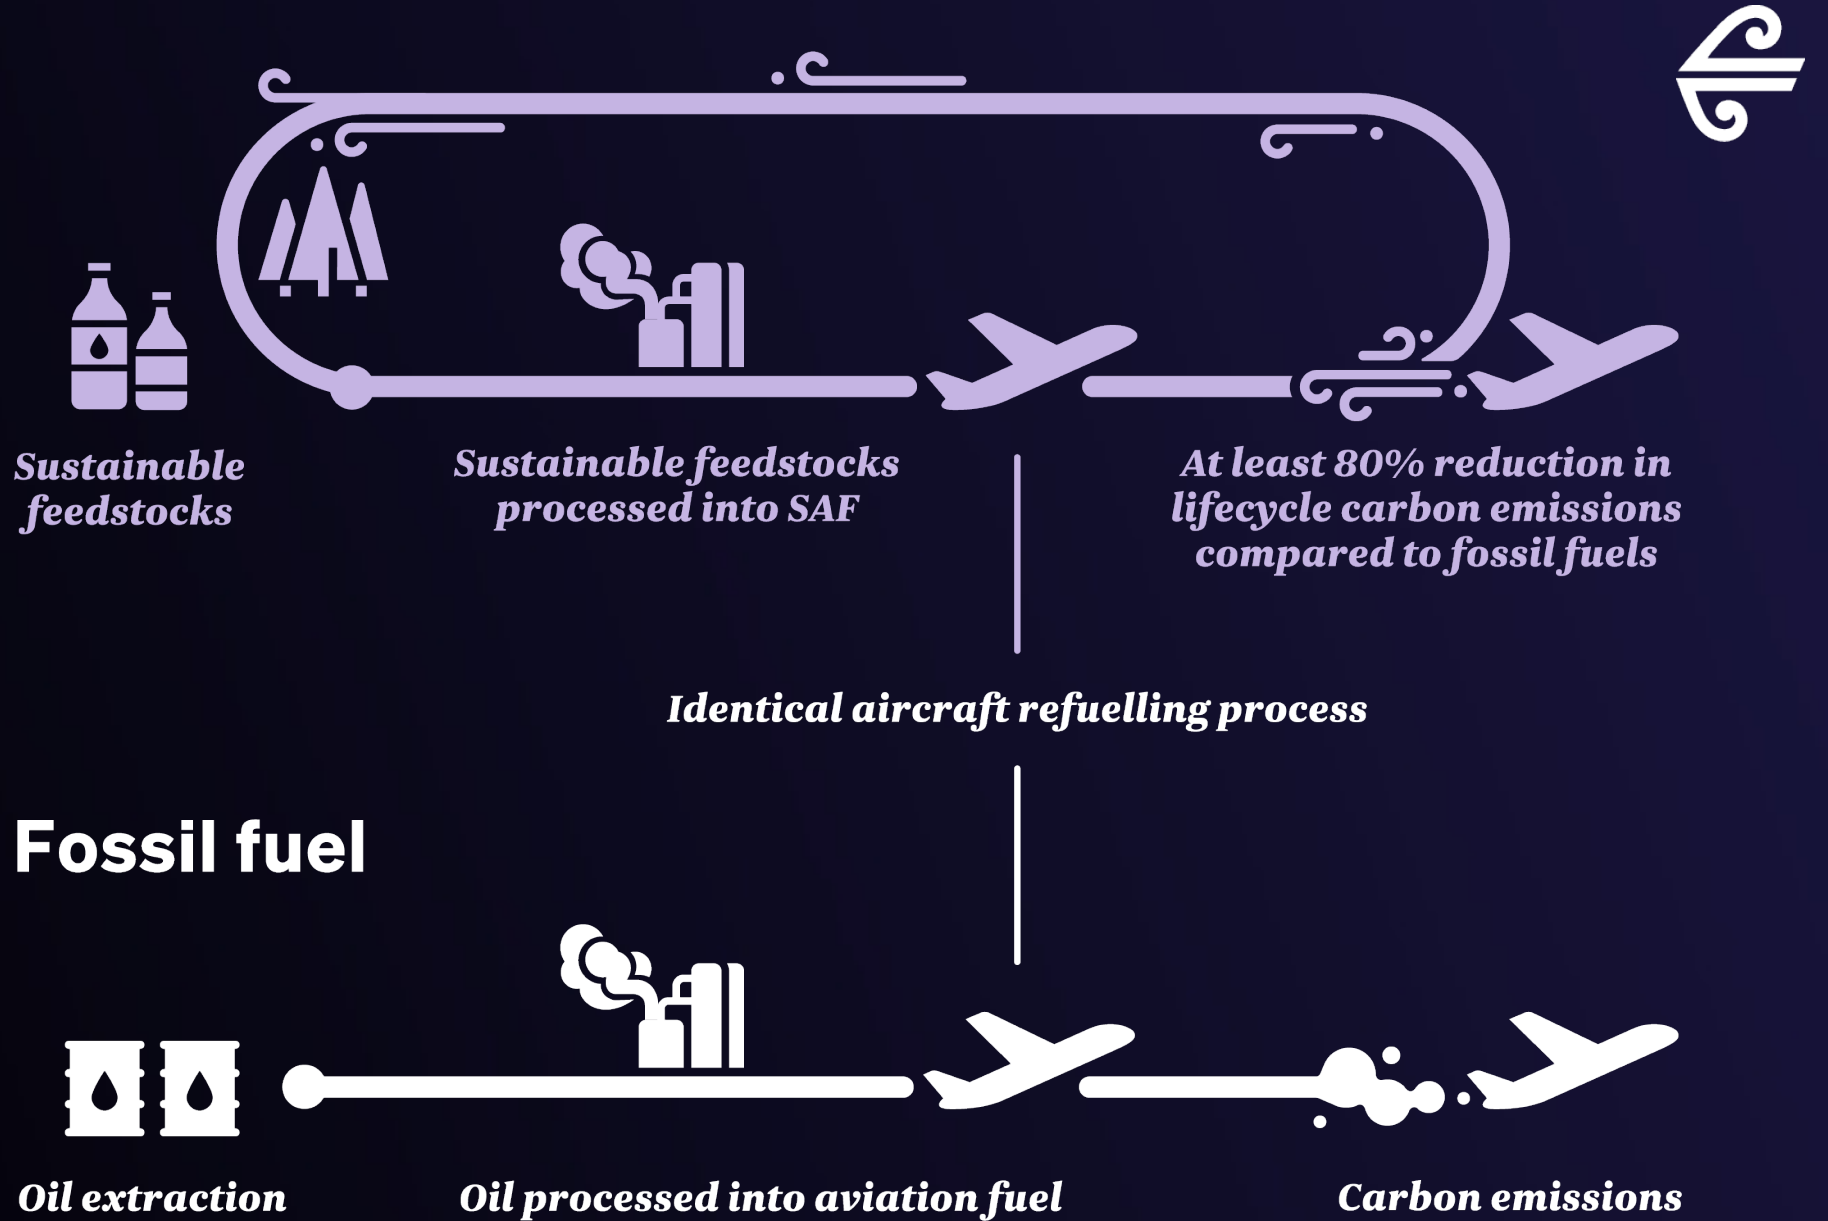 Sustainable
feedstocks
Sustainable feedstocks
processed into SAF
At least 80% reduction in
lifecycle carbon emissions
compared to fossil fuels
Identical aircraft refuelling process
Fossil fuel
Oil extraction
Oil processed into aviation fuel
Carbon emissions